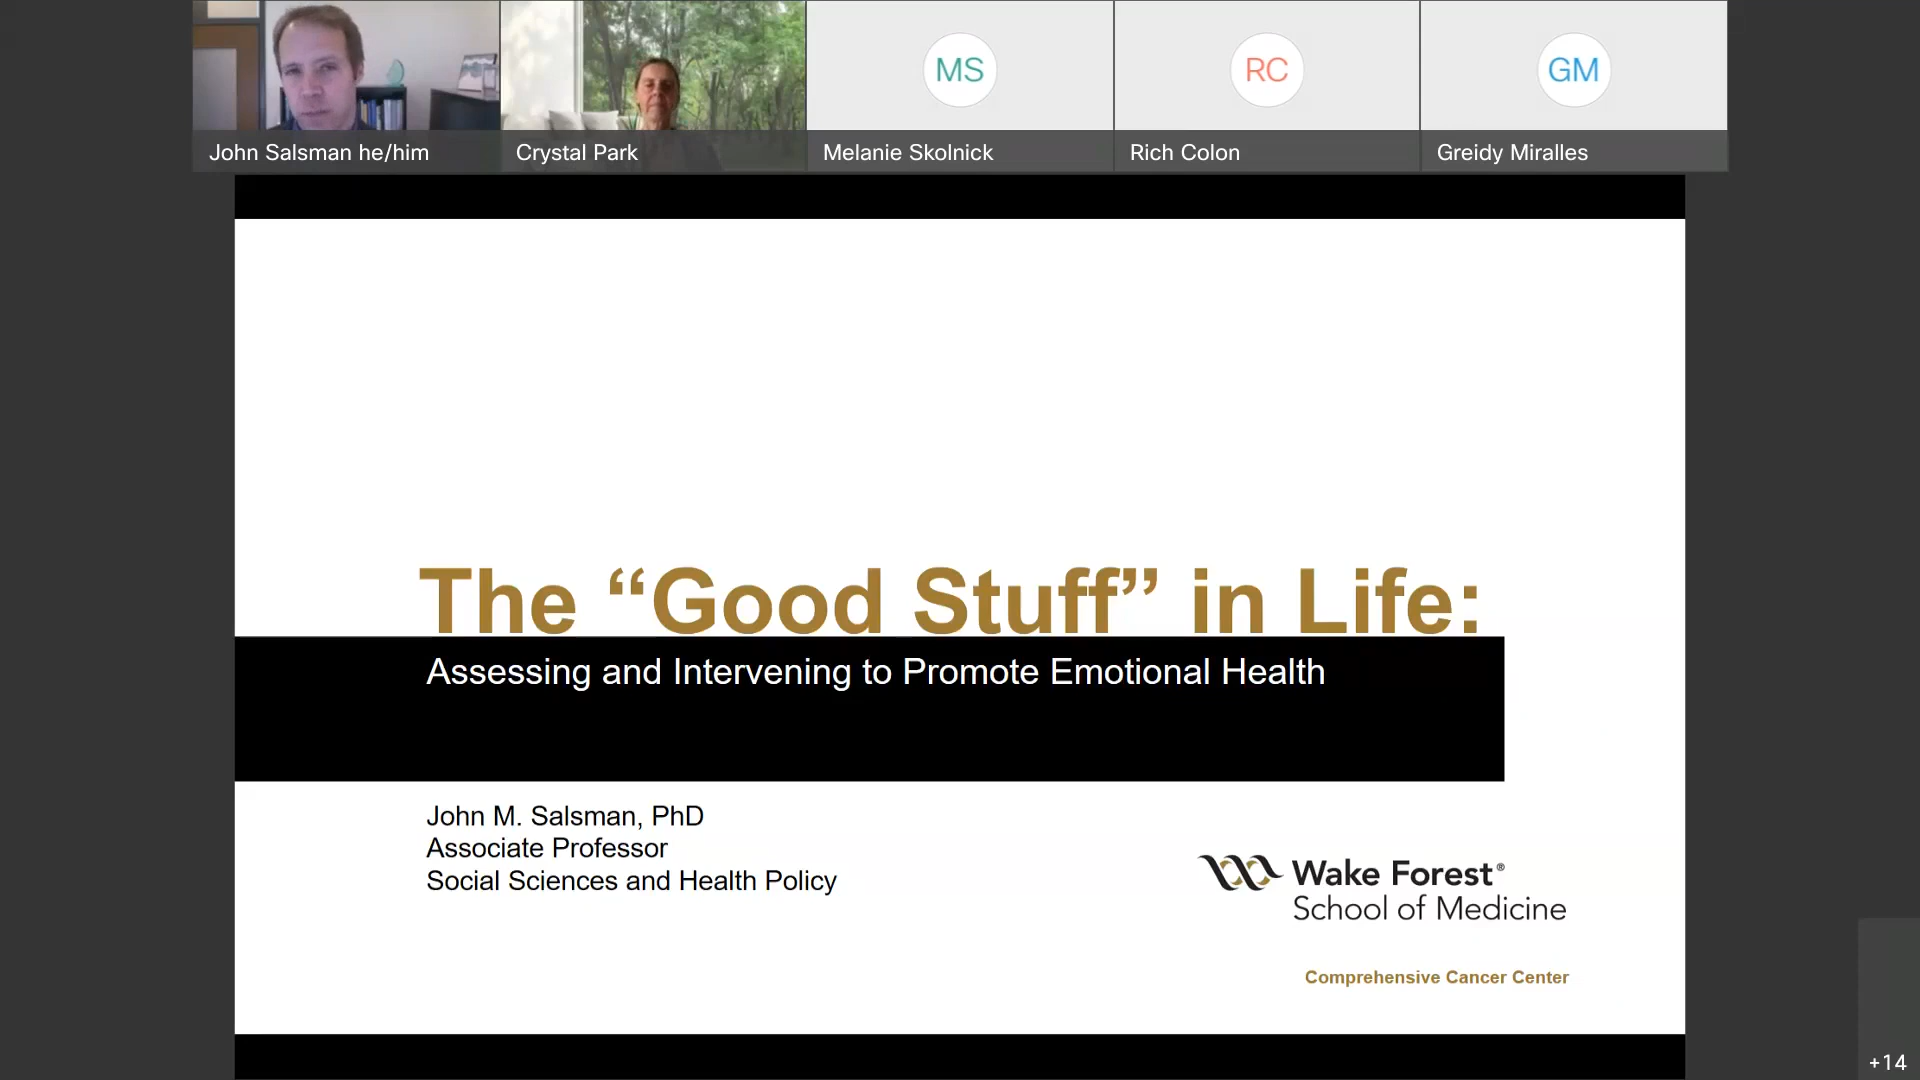 MS
RC
GM
John Salsman he/him
Crystal Park
Melanie Skolnick
Rich Colon
Greidy Miralles
The “Good Stuff” in Life:
Assessing and Intervening to Promote Emotional Health
John M. Salsman, PhD
Associate Professor
Social Sciences and Health Policy
Wake Forest®
School of Medicine
Comprehensive Cancer Center
+14